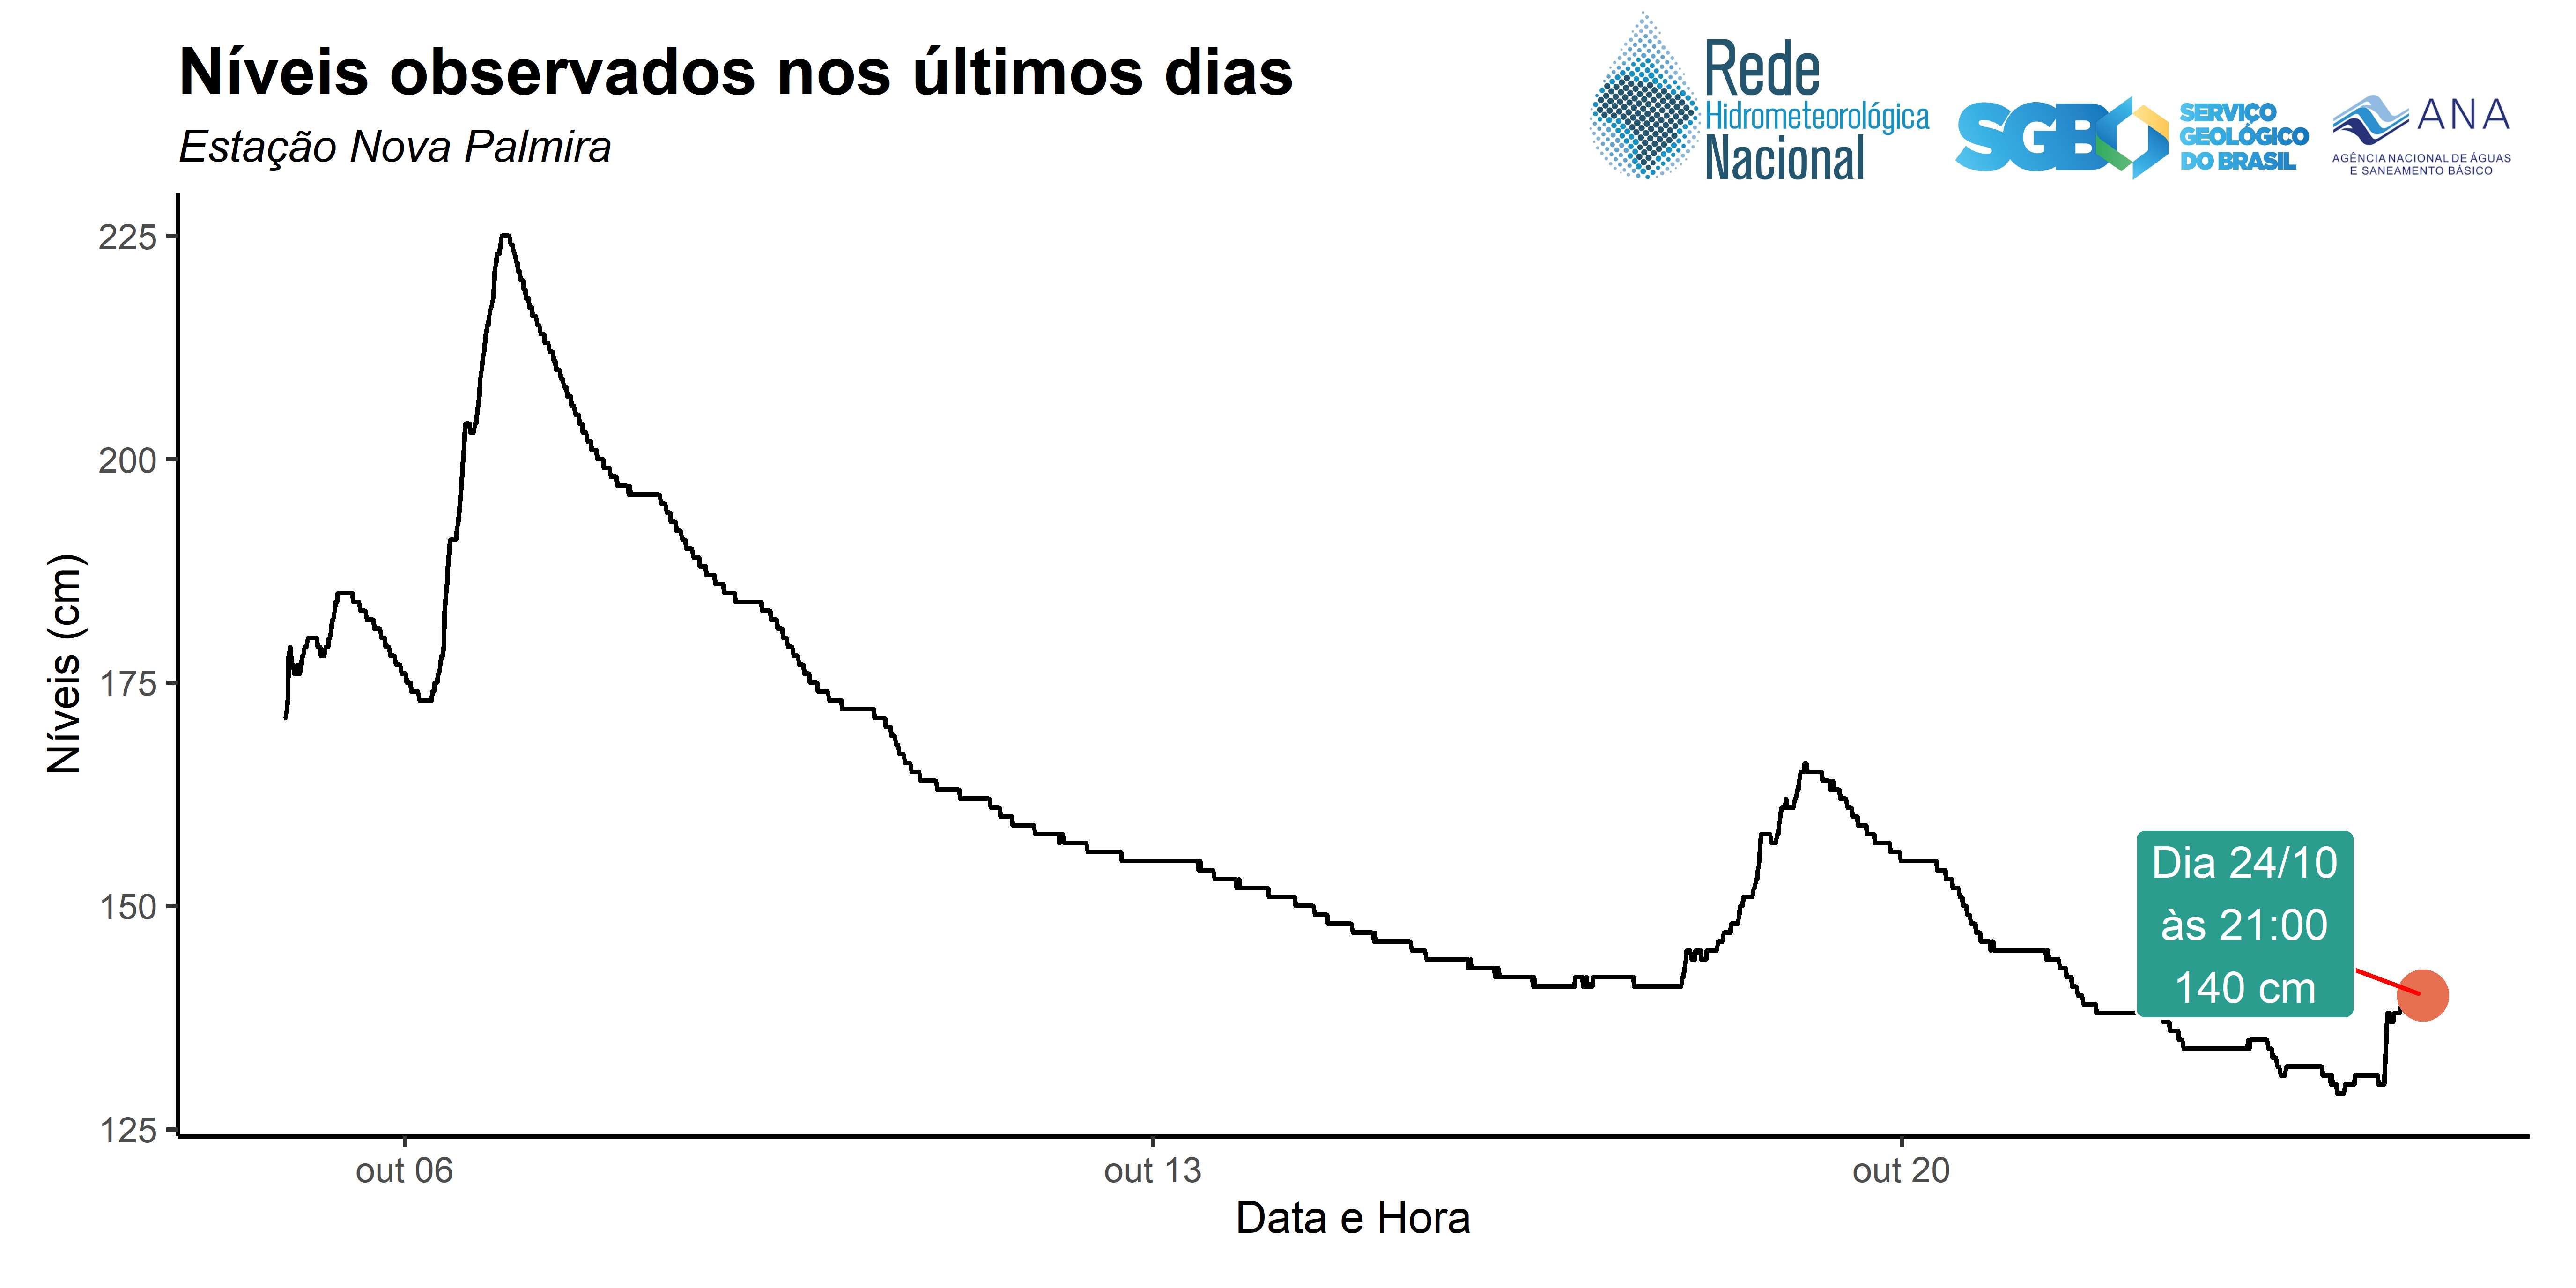 Níveis observados nos últimos dias
Estação Nova Palmira
Rede
Hidrometeorológica
Nacional
SGB
SERVIÇO
GEOLÓGICO
DO BRASIL
ANA
AGÊNCIA NACIONAL DE ÁGUAS
E SANEAMENTO BÁSICO
225
200
175
150
125
Níveis (cm)
Dia 24/10
às 21:00
140 cm
out 06
out 13
out 20
Data e Hora